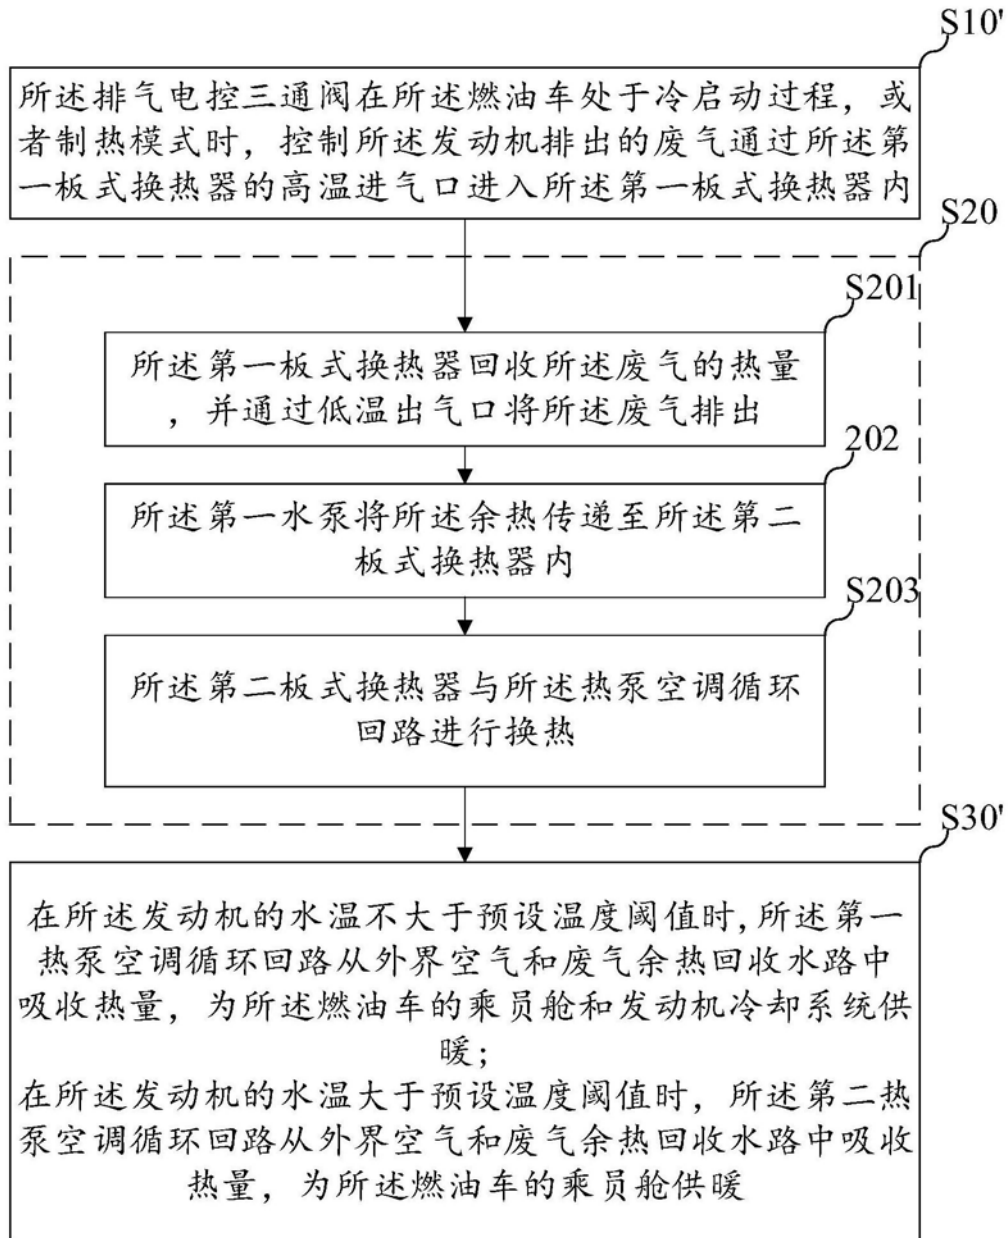 S10'
所述排气电控三通阀在所述燃油车处于冷启动过程，或
者制热模式时，控制所述发动机排出的废气通过所述第
一板式换热器的高温进气口进入所述第一板式换热器内
S20
S201
所述第一板式换热器回收所述废气的热量
，并通过低温出气口将所述废气排出
202
所述第一水泵将所述余热传递至所述第二
板式换热器内
S203
所述第二板式换热器与所述热泵空调循环
回路进行换热
S30'
在所述发动机的水温不大于预设温度阈值时,所述第一
热泵空调循环回路从外界空气和废气余热回收水路中
吸收热量，为所述燃油车的乘员舱和发动机冷却系统供
暖；
在所述发动机的水温大于预设温度阈值时，所述第二热
泵空调循环回路从外界空气和废气余热回收水路中吸收
热量，为所述燃油车的乘员舱供暖